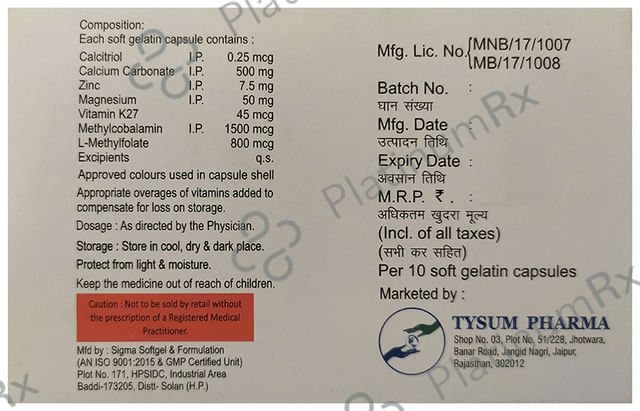 Composition:
Each soft gelatin capsule contains :
Calcitriol I.P. 0.25 mcg
Calcium Carbonate I.P. 500 mg
Zinc I.P. 7.5 mg
Magnesium I.P. 50 mg
Vitamin K27 45 mcg
Methylcobalamin I.P. 1500 mcg
L-Methylfolate 800 mcg
Excipients q.s.
Approved colours used in capsule shell
Appropriate overages of vitamins added to
compensate for loss on storage.
Dosage : As directed by the Physician.
Storage : Store in cool, dry & dark place.
Protect from light & moisture.
Keep the medicine out of reach of children.
Caution : Not to be sold by retail without
the prescription of a Registered Medical
Practitioner.
Mfd by : Sigma Softgel & Formulation
(AN ISO 9001:2015 & GMP Certified Unit)
Plot No. 171, HPSIDC, Industrial Area
Baddi-173205, Distt- Solan (H.P.)
Mfg. Lic. No. { MNB/17/1007
MB/17/1008
Batch No. :
घान संख्या
Mfg. Date :
उत्पादन तिथि
Expiry Date :
अवसान तिथि
M.R.P. ₹. :
अधिकतम खुदरा मूल्य
(Incl. of all taxes)
(सभी कर सहित)
Per 10 soft gelatin capsules
Marketed by :
TYSUM PHARMA
Shop No. 03, Plot No. 51/228, Jhotwara,
Banar Road, Jangid Nagri, Jaipur,
Rajasthan, 302012
PlatinumRx
PlatinumRx